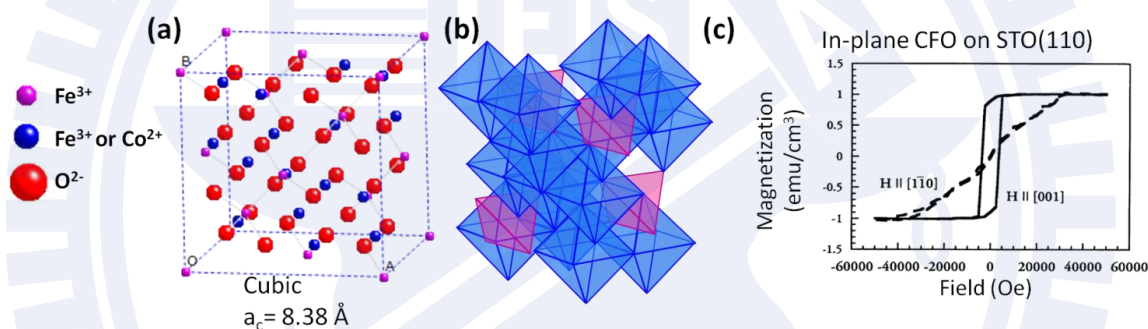 (a)
Fe³⁺
Fe³⁺ or Co²⁺
O²⁻
B
O
A
Cubic
a_c= 8.38 Å
(b)
(c)
In-plane CFO on STO(110)
Magnetization
(emu/cm³)
1.5
1
0.5
0
-0.5
-1.0
-1.5
H || [1̄10]
H || [001]
-60000 -40000 -20000 0 20000 40000 60000
Field (Oe)